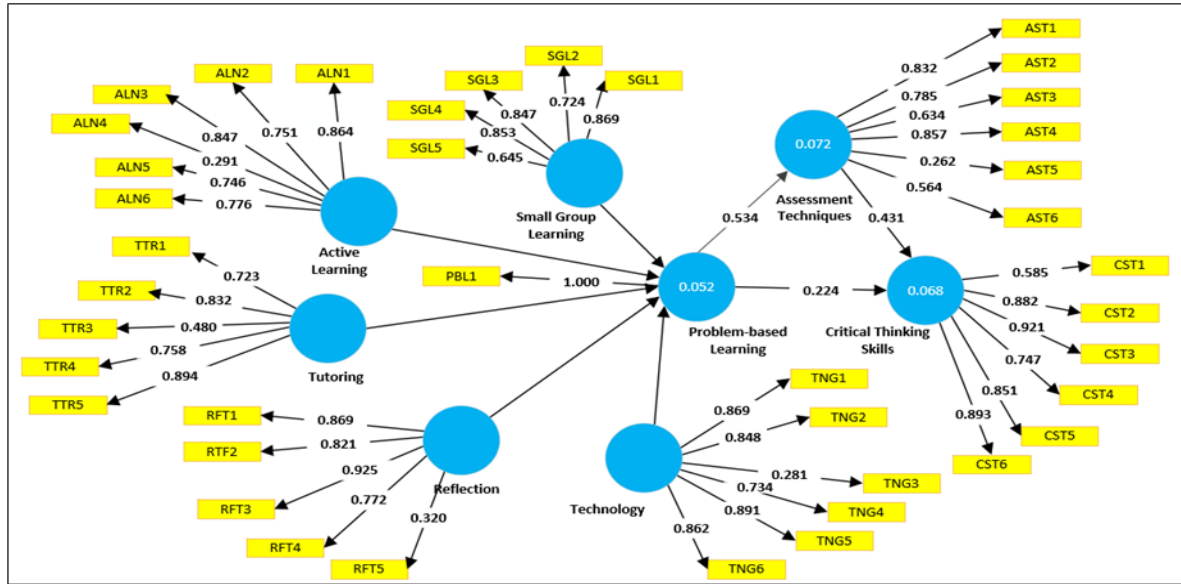 ALN1
ALN2
ALN3
ALN4
ALN5
ALN6
0.864
0.751
0.847
0.291
0.746
0.776
Active
Learning
SGL1
SGL2
SGL3
SGL4
SGL5
0.869
0.724
0.847
0.853
0.645
Small Group
Learning
TTR1
TTR2
TTR3
TTR4
TTR5
0.723
0.832
0.480
0.758
0.894
Tutoring
RFT1
RTF2
RFT3
RFT4
RFT5
0.869
0.821
0.925
0.772
0.320
Reflection
TNG1
TNG2
TNG3
TNG4
TNG5
TNG6
0.869
0.848
0.281
0.734
0.891
0.862
Technology
PBL1
1.000
0.052
Problem-based
Learning
0.534
0.224
0.431
0.072
Assessment
Techniques
AST1
AST2
AST3
AST4
AST5
AST6
0.832
0.785
0.634
0.857
0.262
0.564
0.068
Critical Thinking
Skills
CST1
CST2
CST3
CST4
CST5
CST6
0.585
0.882
0.921
0.747
0.851
0.893